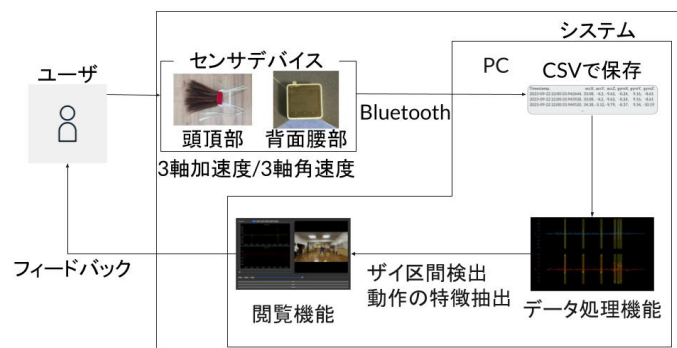 システム
ユーザ
センサデバイス
頭頂部
背面腰部
3軸加速度/3軸角速度
Bluetooth
PC
CSVで保存
データ処理機能
ザイ区間検出
動作の特徴抽出
閲覧機能
フィードバック